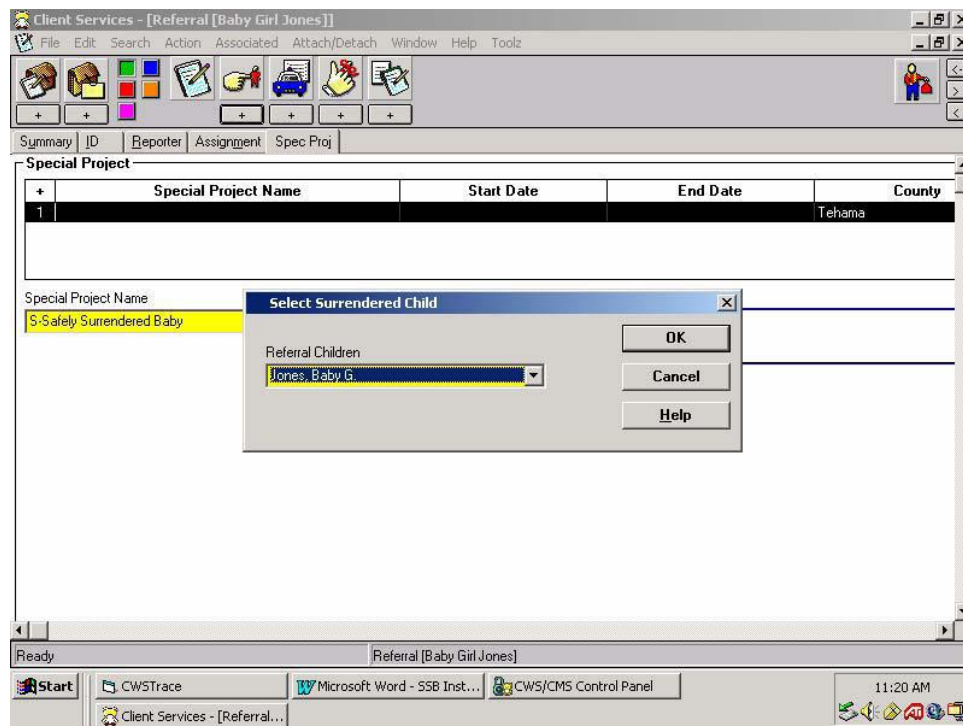 Client Services - [Referral [Baby Girl Jones]]
File Edit Search Action Associated Attach/Detach Window Help Toolz
+ + + + + +
Summary ID Reporter Assignment Spec Proj
Special Project
+ Special Project Name Start Date End Date County
1 Tehama
Special Project Name
S-Safely Surrendered Baby
Select Surrendered Child
Referral Children
Jones, Baby G.
OK
Cancel
Help
Ready Referral [Baby Girl Jones]
Start CWSTrace Microsoft Word - SSB Inst... CWS/CMS Control Panel 11:20 AM
Client Services - [Referral...